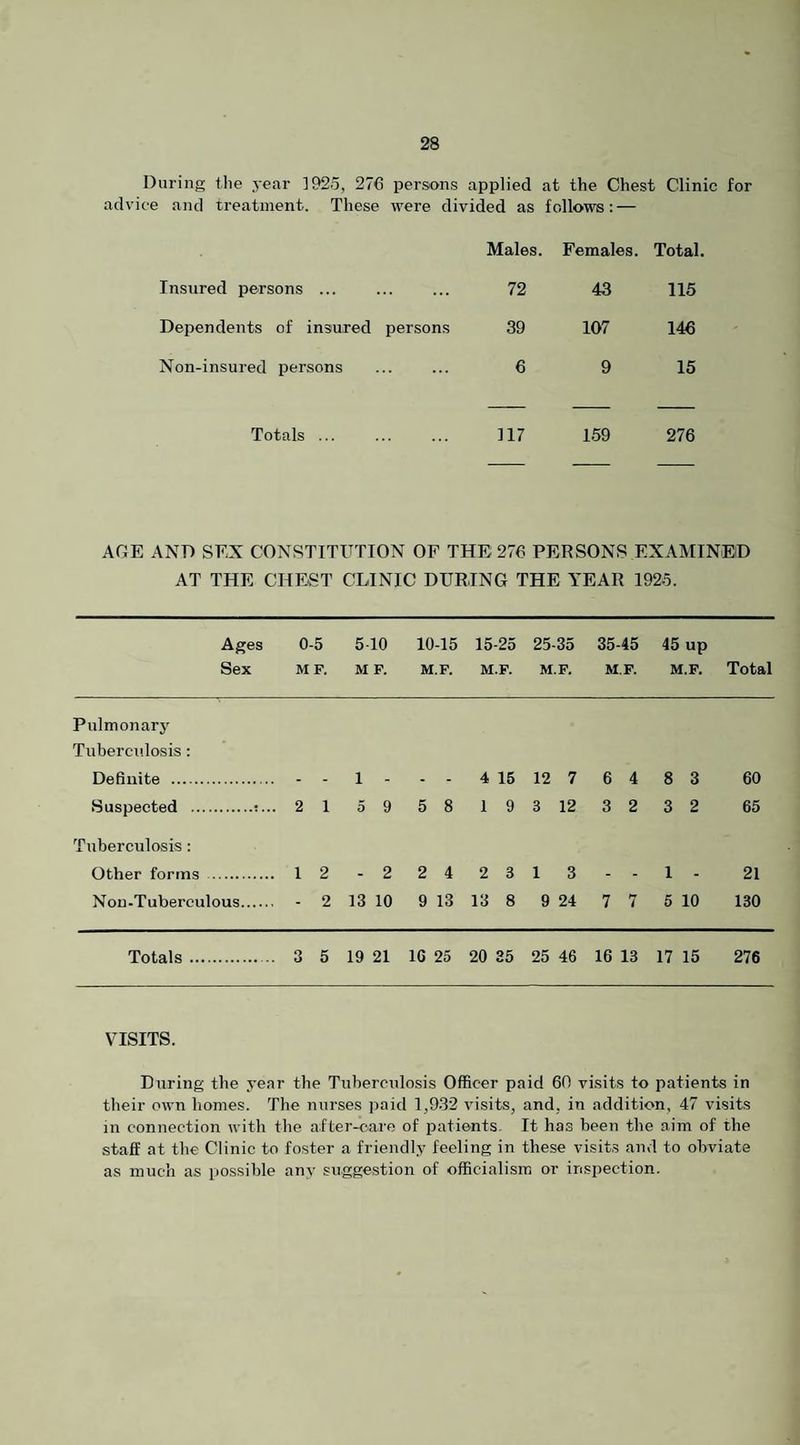 28
During the year 1925, 276 persons applied at the Chest Clinic for
advice and treatment. These were divided as follows: —
Males. Females. Total.
Insured persons ... ... ... 72 43 115
Dependents of insured persons 39 107 146
Non-insured persons ... ... 6 9 15
Totals ... ... ... 117 159 276
AGE AND SEX CONSTITUTION OF THE 276 PERSONS EXAMINED
AT THE CHEST CLINIC DURING THE YEAR 1925.
Ages 0-5 5-10 10-15 15-25 25-35 35-45 45 up
Sex M F. M F. M.F. M.F. M.F. M.F. M.F. Total
Pulmonary
Tuberculosis:
Definite .................... - - 1 - - - 4 15 12 7 6 4 8 3 60
Suspected ............:... 2 1 5 9 5 8 1 9 3 12 3 2 3 2 65
Tuberculosis:
Other forms ............ 1 2 - 2 2 4 2 3 1 3 - - 1 - 21
Non-Tuberculous...... - 2 13 10 9 13 13 8 9 24 7 7 5 10 130
Totals ................ 3 5 19 21 16 25 20 35 25 46 16 13 17 15 276
VISITS.
During the year the Tuberculosis Officer paid 60 visits to patients in
their own homes. The nurses paid 1,932 visits, and, in addition, 47 visits
in connection with the after-care of patients. It has been the aim of the
staff at the Clinic to foster a friendly feeling in these visits and to obviate
as much as possible any suggestion of officialism or inspection.